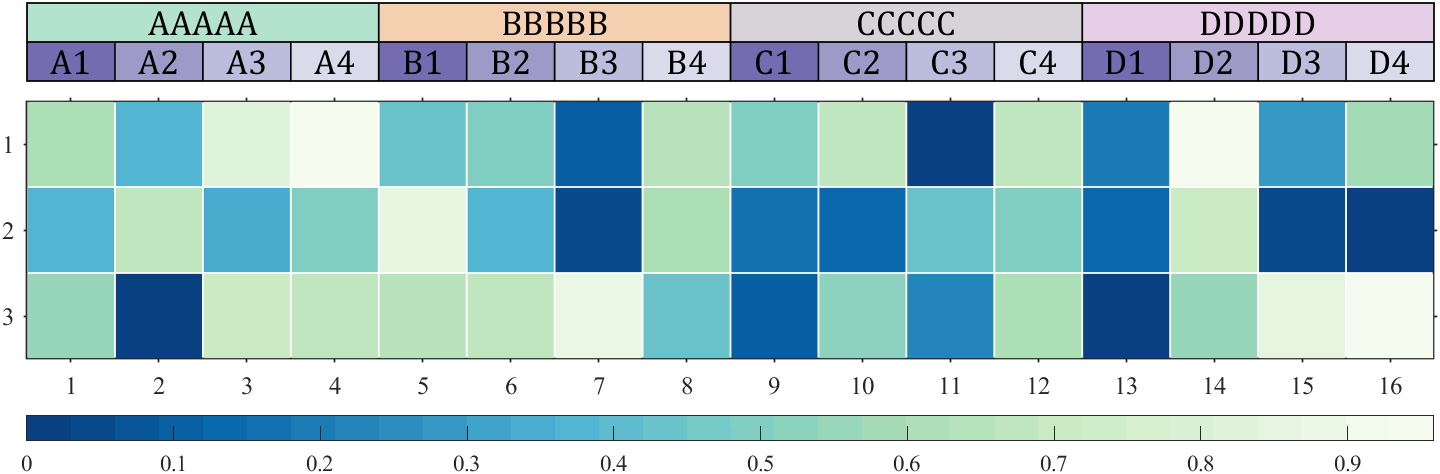 AAAAA BBBBB CCCCC DDDDD
A1 A2 A3 A4 B1 B2 B3 B4 C1 C2 C3 C4 D1 D2 D3 D4
1
2
3
1 2 3 4 5 6 7 8 9 10 11 12 13 14 15 16
0 0.1 0.2 0.3 0.4 0.5 0.6 0.7 0.8 0.9